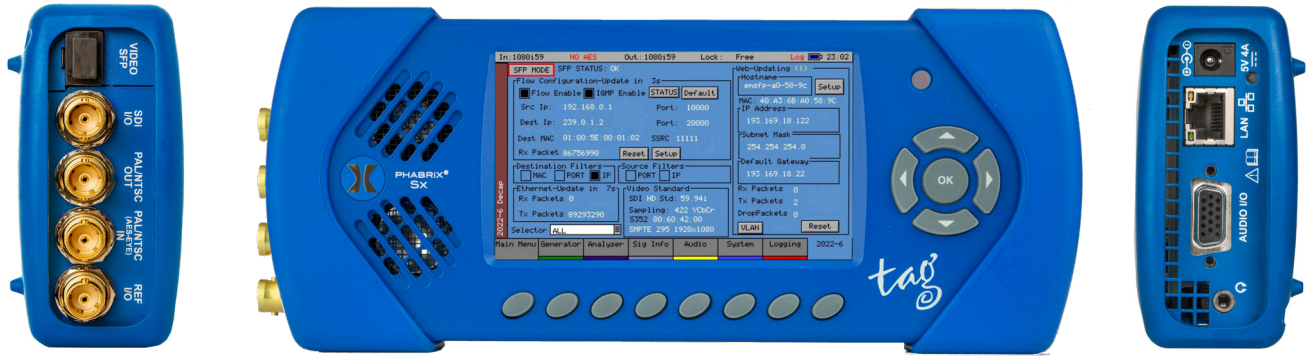 VIDEO
SFP
SDI
I/O
PAL/NTSC
OUT
PAL/NTSC
(AES-EYE)
IN
REF
I/O
PHABRIX®
SX
In:1080i59 NO AES Out:1080i59 Lock: Free Log 23:02
SFP MODE SFP STATUS: OK
Flow Configuration-Update in 3s
Flow Enable IGMP Enable STATUS Default
Src Ip: 192.168.0.1 Port: 10000
Dest Ip: 239.0.1.2 Port: 20000
Dest MAC 01:00:5E:00:01:02 SSRC 11111
Rx Packet 86756990 Reset Setup
Destination Filters
MAC PORT IP
Source Filters
PORT IP
Ethernet-Update in 7s
Rx Packets 0
Tx Packets 89293290
Selector ALL
Video Standard
SDI HD Std: 59.94i
Sampling: 422 YCbCr
S352 80:60:42:00
SMPTE 295 1920x1080
Web-Updating (|)
Hostname
emsfp-a0-58-9c Setup
MAC: 40:A3:6B:A0:58:9C
IP Address
193.169.18.122
Subnet Mask
254.254.254.0
Default Gateway
193.169.18.22
Rx Packets 0
Tx Packets 2
DropPackets 0
VLAN Reset
2022-6 Decap
Main Menu Generator Analyser Sig Info Audio System Logging 2022-6
OK
tag
5V 4A
LAN
AUDIO I/O